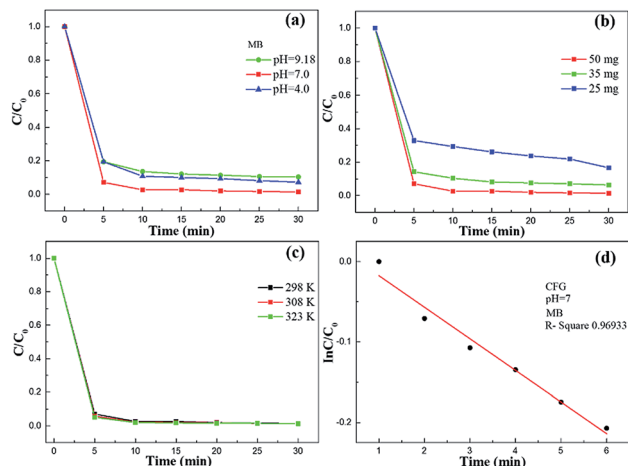 (a)
MB
pH=9.18
pH=7.0
pH=4.0
C/C0
1.0
0.8
0.6
0.4
0.2
0.0
0 5 10 15 20 25 30
Time (min)
(b)
50 mg
35 mg
25 mg
C/C0
1.0
0.8
0.6
0.4
0.2
0.0
0 5 10 15 20 25 30
Time (min)
(c)
298 K
308 K
323 K
C/C0
1.0
0.8
0.6
0.4
0.2
0.0
0 5 10 15 20 25 30
Time (min)
(d)
CFG
pH=7
MB
R- Square 0.96933
InC/C0
0.0
-0.1
-0.2
1 2 3 4 5 6
Time (min)